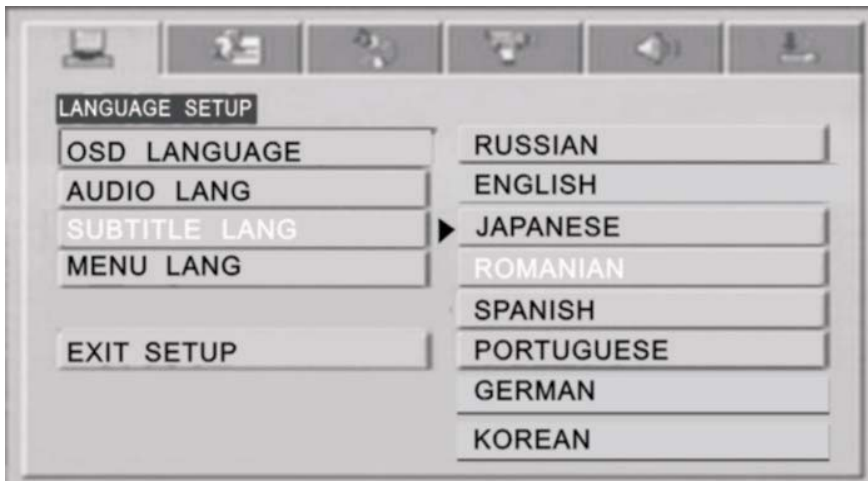 LANGUAGE SETUP
OSD LANGUAGE
AUDIO LANG
SUBTITLE LANG
MENU LANG
EXIT SETUP
RUSSIAN
ENGLISH
JAPANESE
ROMANIAN
SPANISH
PORTUGUESE
GERMAN
KOREAN